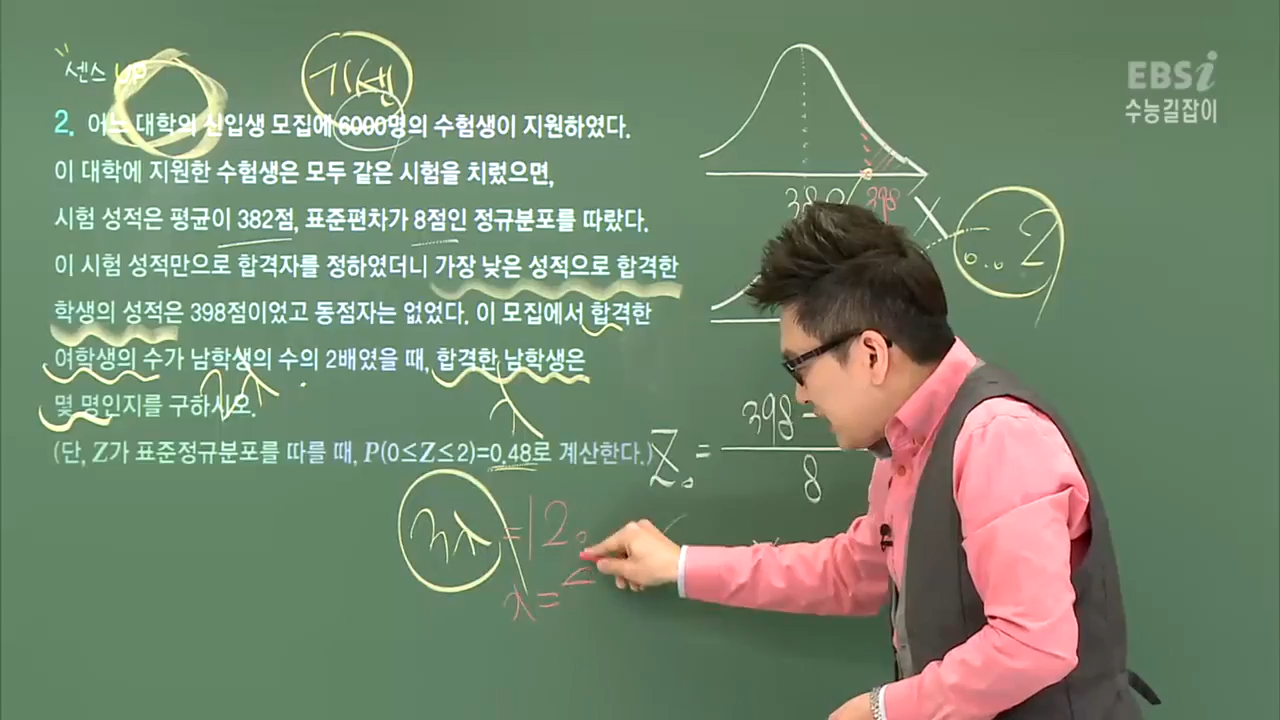 센스 UP
기생
2. 어느 대학의 신입생 모집에 6000명의 수험생이 지원하였다.
이 대학에 지원한 수험생은 모두 같은 시험을 치렀으면,
시험 성적은 평균이 382점, 표준편차가 8점인 정규분포를 따랐다.
이 시험 성적만으로 합격자를 정하였더니 가장 낮은 성적으로 합격한
학생의 성적은 398점이었고 동점자는 없었다. 이 모집에서 합격한
여학생의 수가 남학생의 수의 2배였을 때, 합격한 남학생은
몇 명인지를 구하시오.
(단, Z가 표준정규분포를 따를 때, P(0≤Z≤2)=0.48로 계산한다.)
2x
x
3x = 120
x =
EBSi
수능길잡이
398
x
0.02
Z. = 398 -
8